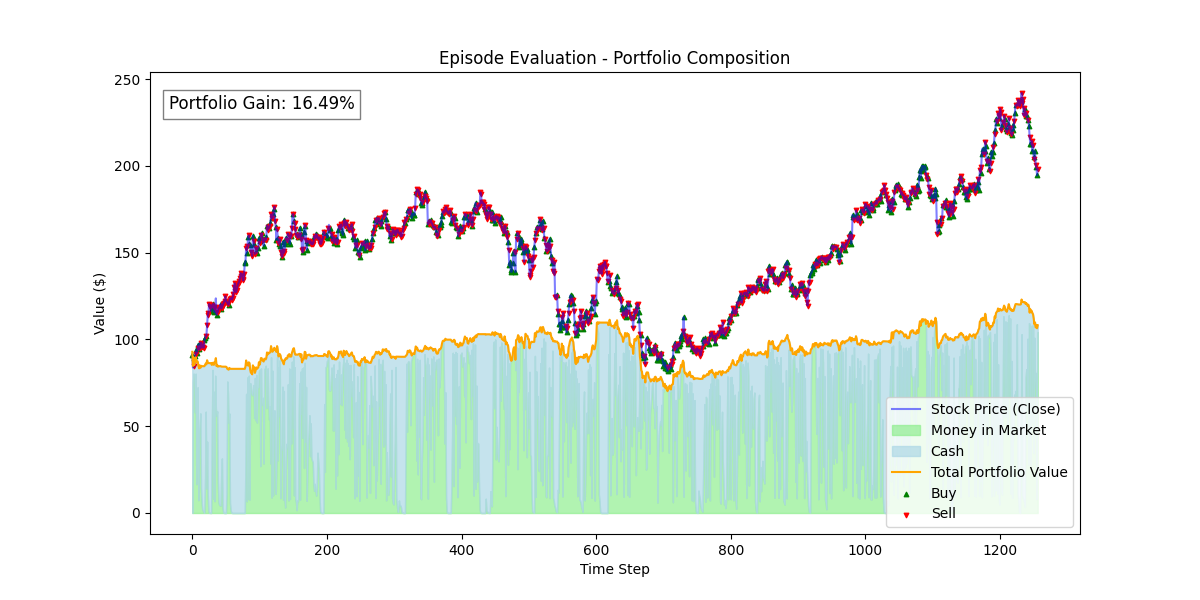 Episode Evaluation - Portfolio Composition
Portfolio Gain: 16.49%
Value ($)
250
200
150
100
50
0
0 200 400 600 800 1000 1200
Time Step
Stock Price (Close)
Money in Market
Cash
Total Portfolio Value
Buy
Sell